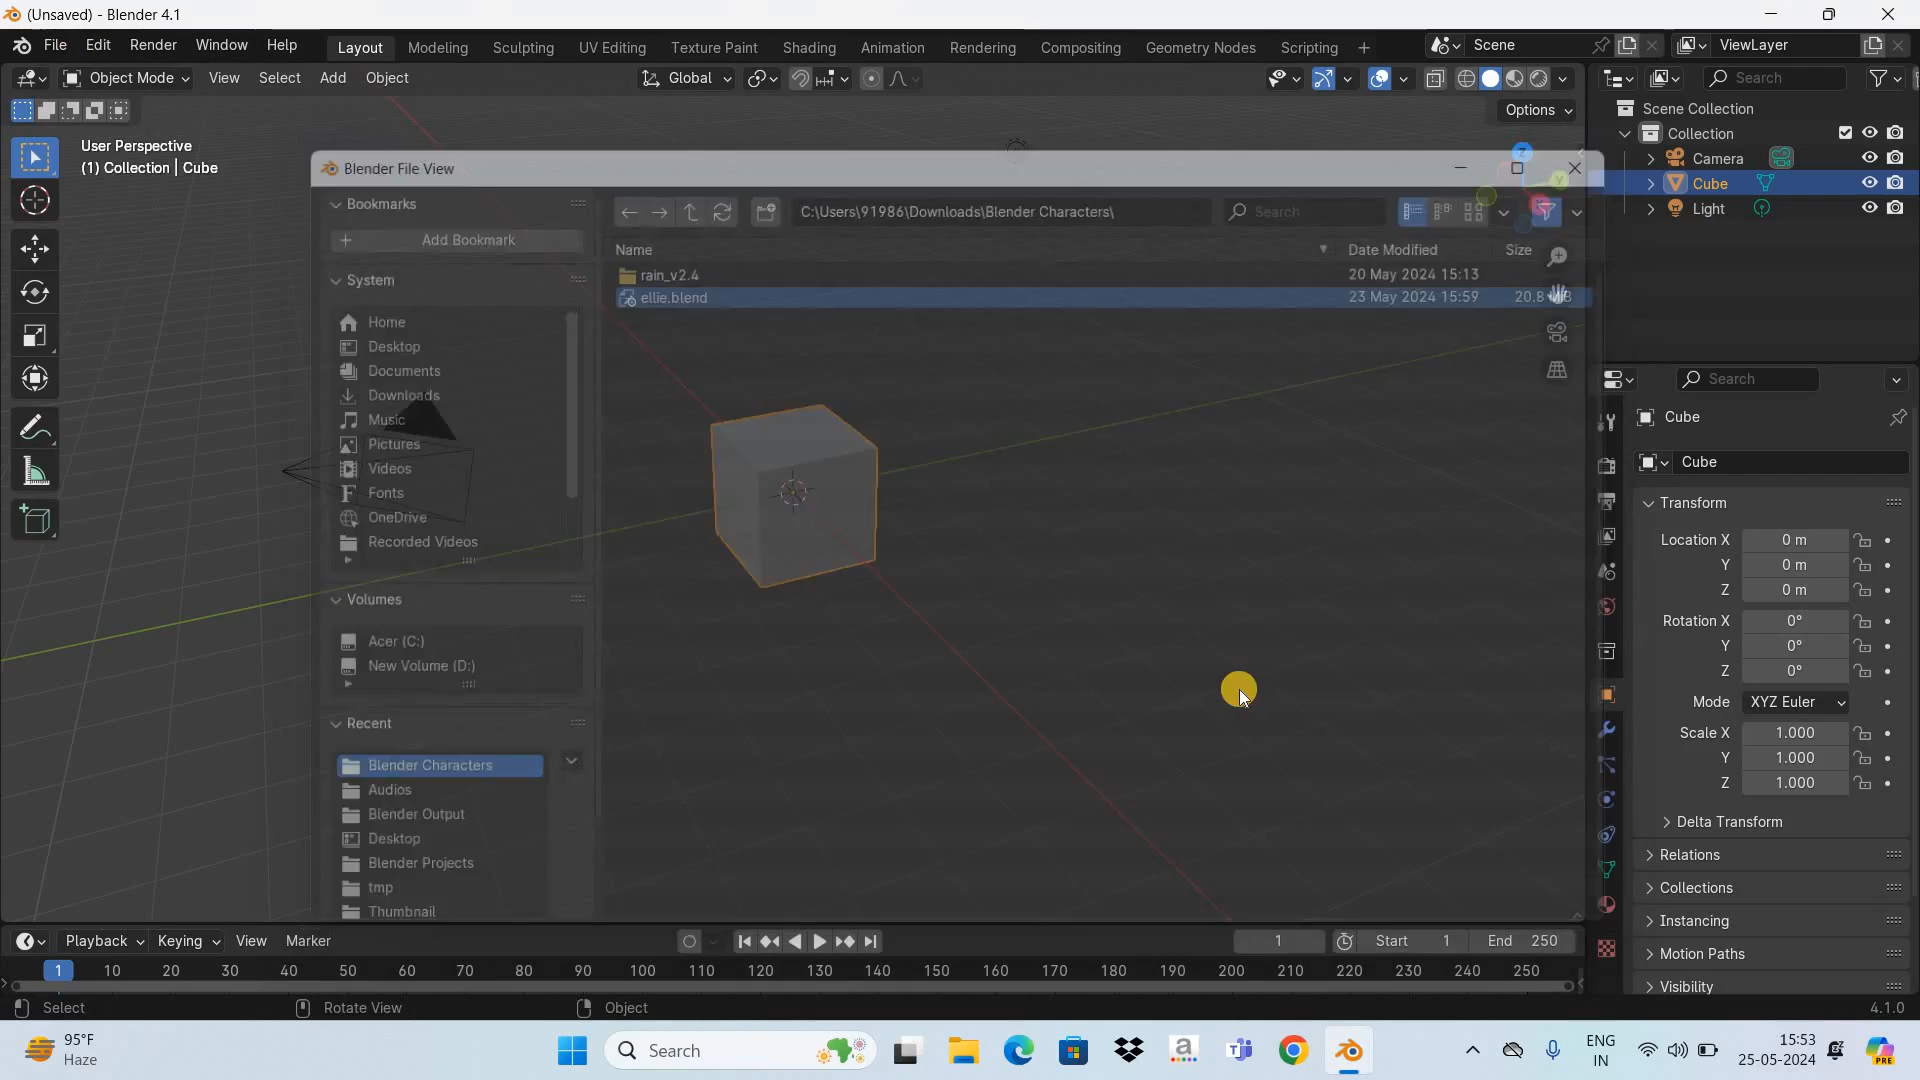 (Unsaved) - Blender 4.1
File Edit Render Window Help
Layout Modeling Sculpting UV Editing Texture Paint Shading Animation Rendering Compositing Geometry Nodes Scripting +
Scene
ViewLayer
Object Mode View Select Add Object
Global
Search
Options
User Perspective
(1) Collection | Cube
Scene Collection
Collection
Camera
Cube
Light
Blender File View
Bookmarks
Add Bookmark
System
Home
Desktop
Documents
Downloads
Music
Pictures
Videos
Fonts
OneDrive
Recorded Videos
Volumes
Acer (C:)
New Volume (D:)
Recent
Blender Characters
Audios
Blender Output
Desktop
Blender Projects
tmp
Thumbnail
C:\Users\91986\Downloads\Blender Characters\
Search
Name Date Modified Size
rain_v2.4 20 May 2024 15:13
ellie.blend 23 May 2024 15:59 20.8
Z
Y
Search
Cube
Cube
Transform
Location X 0 m
Y 0 m
Z 0 m
Rotation X 0°
Y 0°
Z 0°
Mode XYZ Euler
Scale X 1.000
Y 1.000
Z 1.000
Delta Transform
Relations
Collections
Instancing
Motion Paths
Visibility
Playback Keying View Marker
1 Start 1 End 250
1 10 20 30 40 50 60 70 80 90 100 110 120 130 140 150 160 170 180 190 200 210 220 230 240 250
Select Rotate View Object
4.1.0
95°F
Haze
Search
ENG
IN
15:53
25-05-2024
PRE